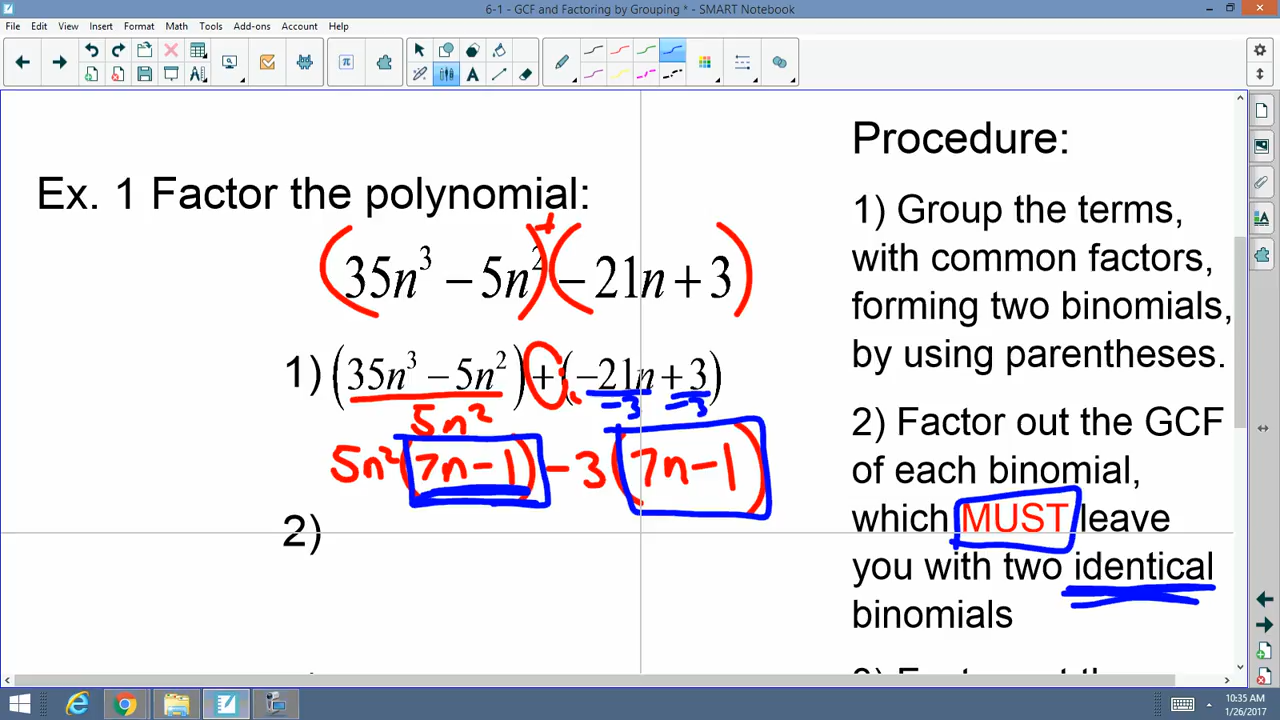 6-1 - GCF and Factoring by Grouping * - SMART Notebook
File Edit View Insert Format Math Tools Add-ons Account Help
Ex. 1 Factor the polynomial:
(35n³ − 5n²) + (− 21n + 3)
1) (35n³ − 5n²) + (−21n + 3)
5n² −3 −3
5n²(7n − 1) − 3(7n − 1)
2)
Procedure:
1) Group the terms,
with common factors,
forming two binomials,
by using parentheses.
2) Factor out the GCF
of each binomial,
which MUST leave
you with two identical
binomials
10:35 AM
1/26/2017